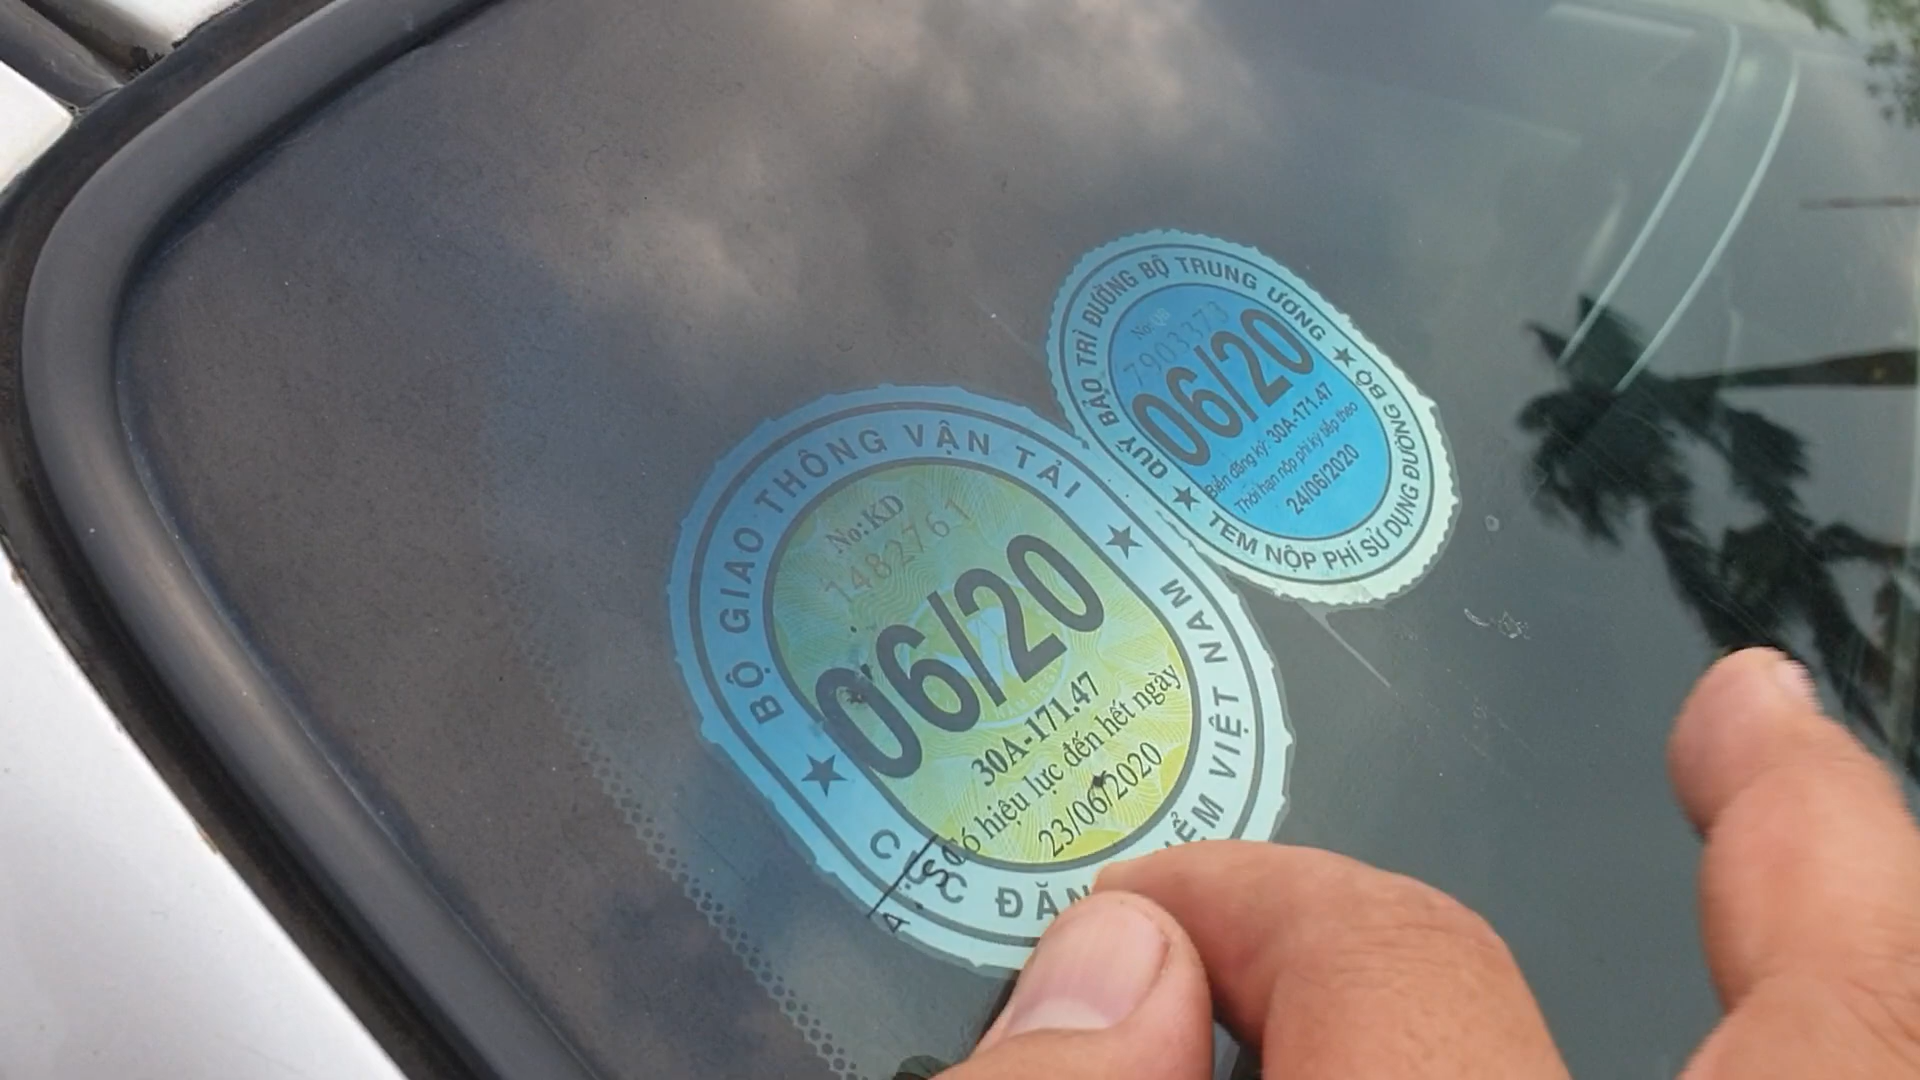 BỘ GIAO THÔNG VẬN TẢI
No:KD
1482761
06/20
30A-171.47
Có hiệu lực đến hết ngày
23/06/2020
CỤC ĐĂN IỂM VIỆT NAM
QUỸ BẢO TRÌ ĐƯỜNG BỘ TRUNG ƯƠNG
7903373
06/20
Biển đăng ký: 30A-171.47
Thời hạn nộp phí kỳ tiếp theo
24/06/2020
TEM NỘP PHÍ SỬ DỤNG ĐƯỜNG BỘ